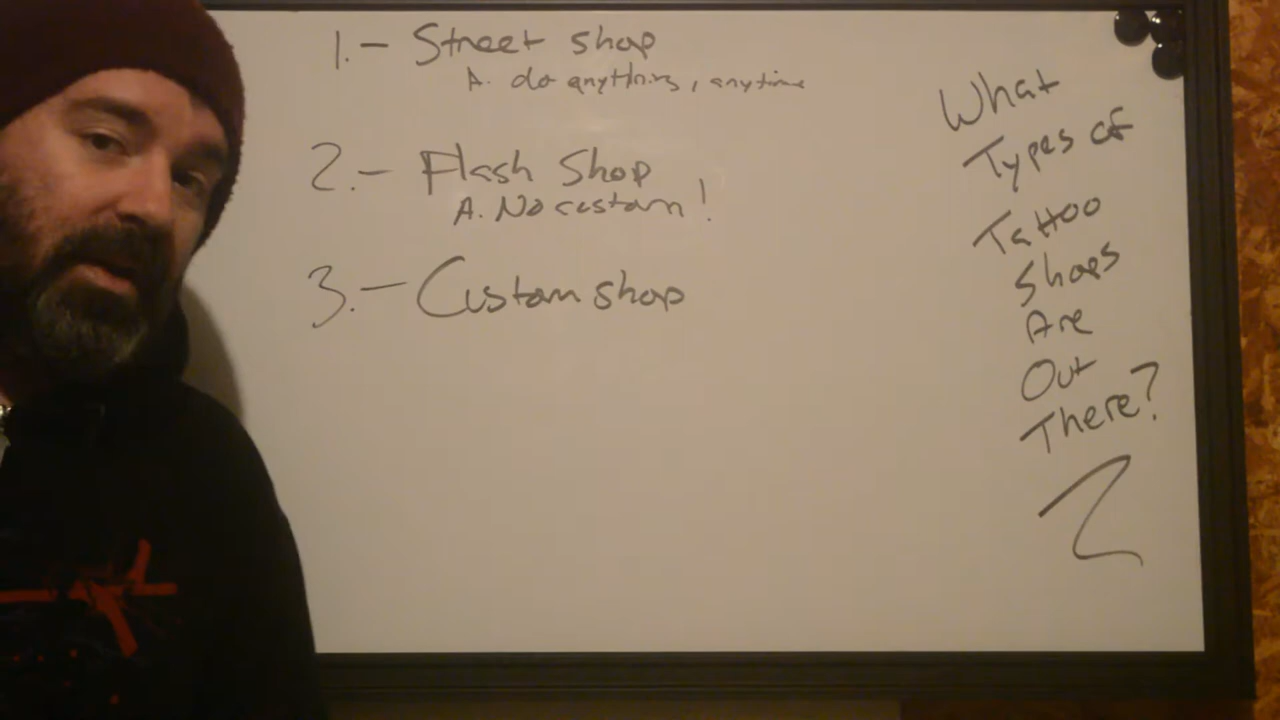 1.- Street shop
A. do anything, anytime
2.- Flash Shop
A. No custom!
3.- Custom shop
What
Types of
Tattoo
Shops
Are
Out
There?